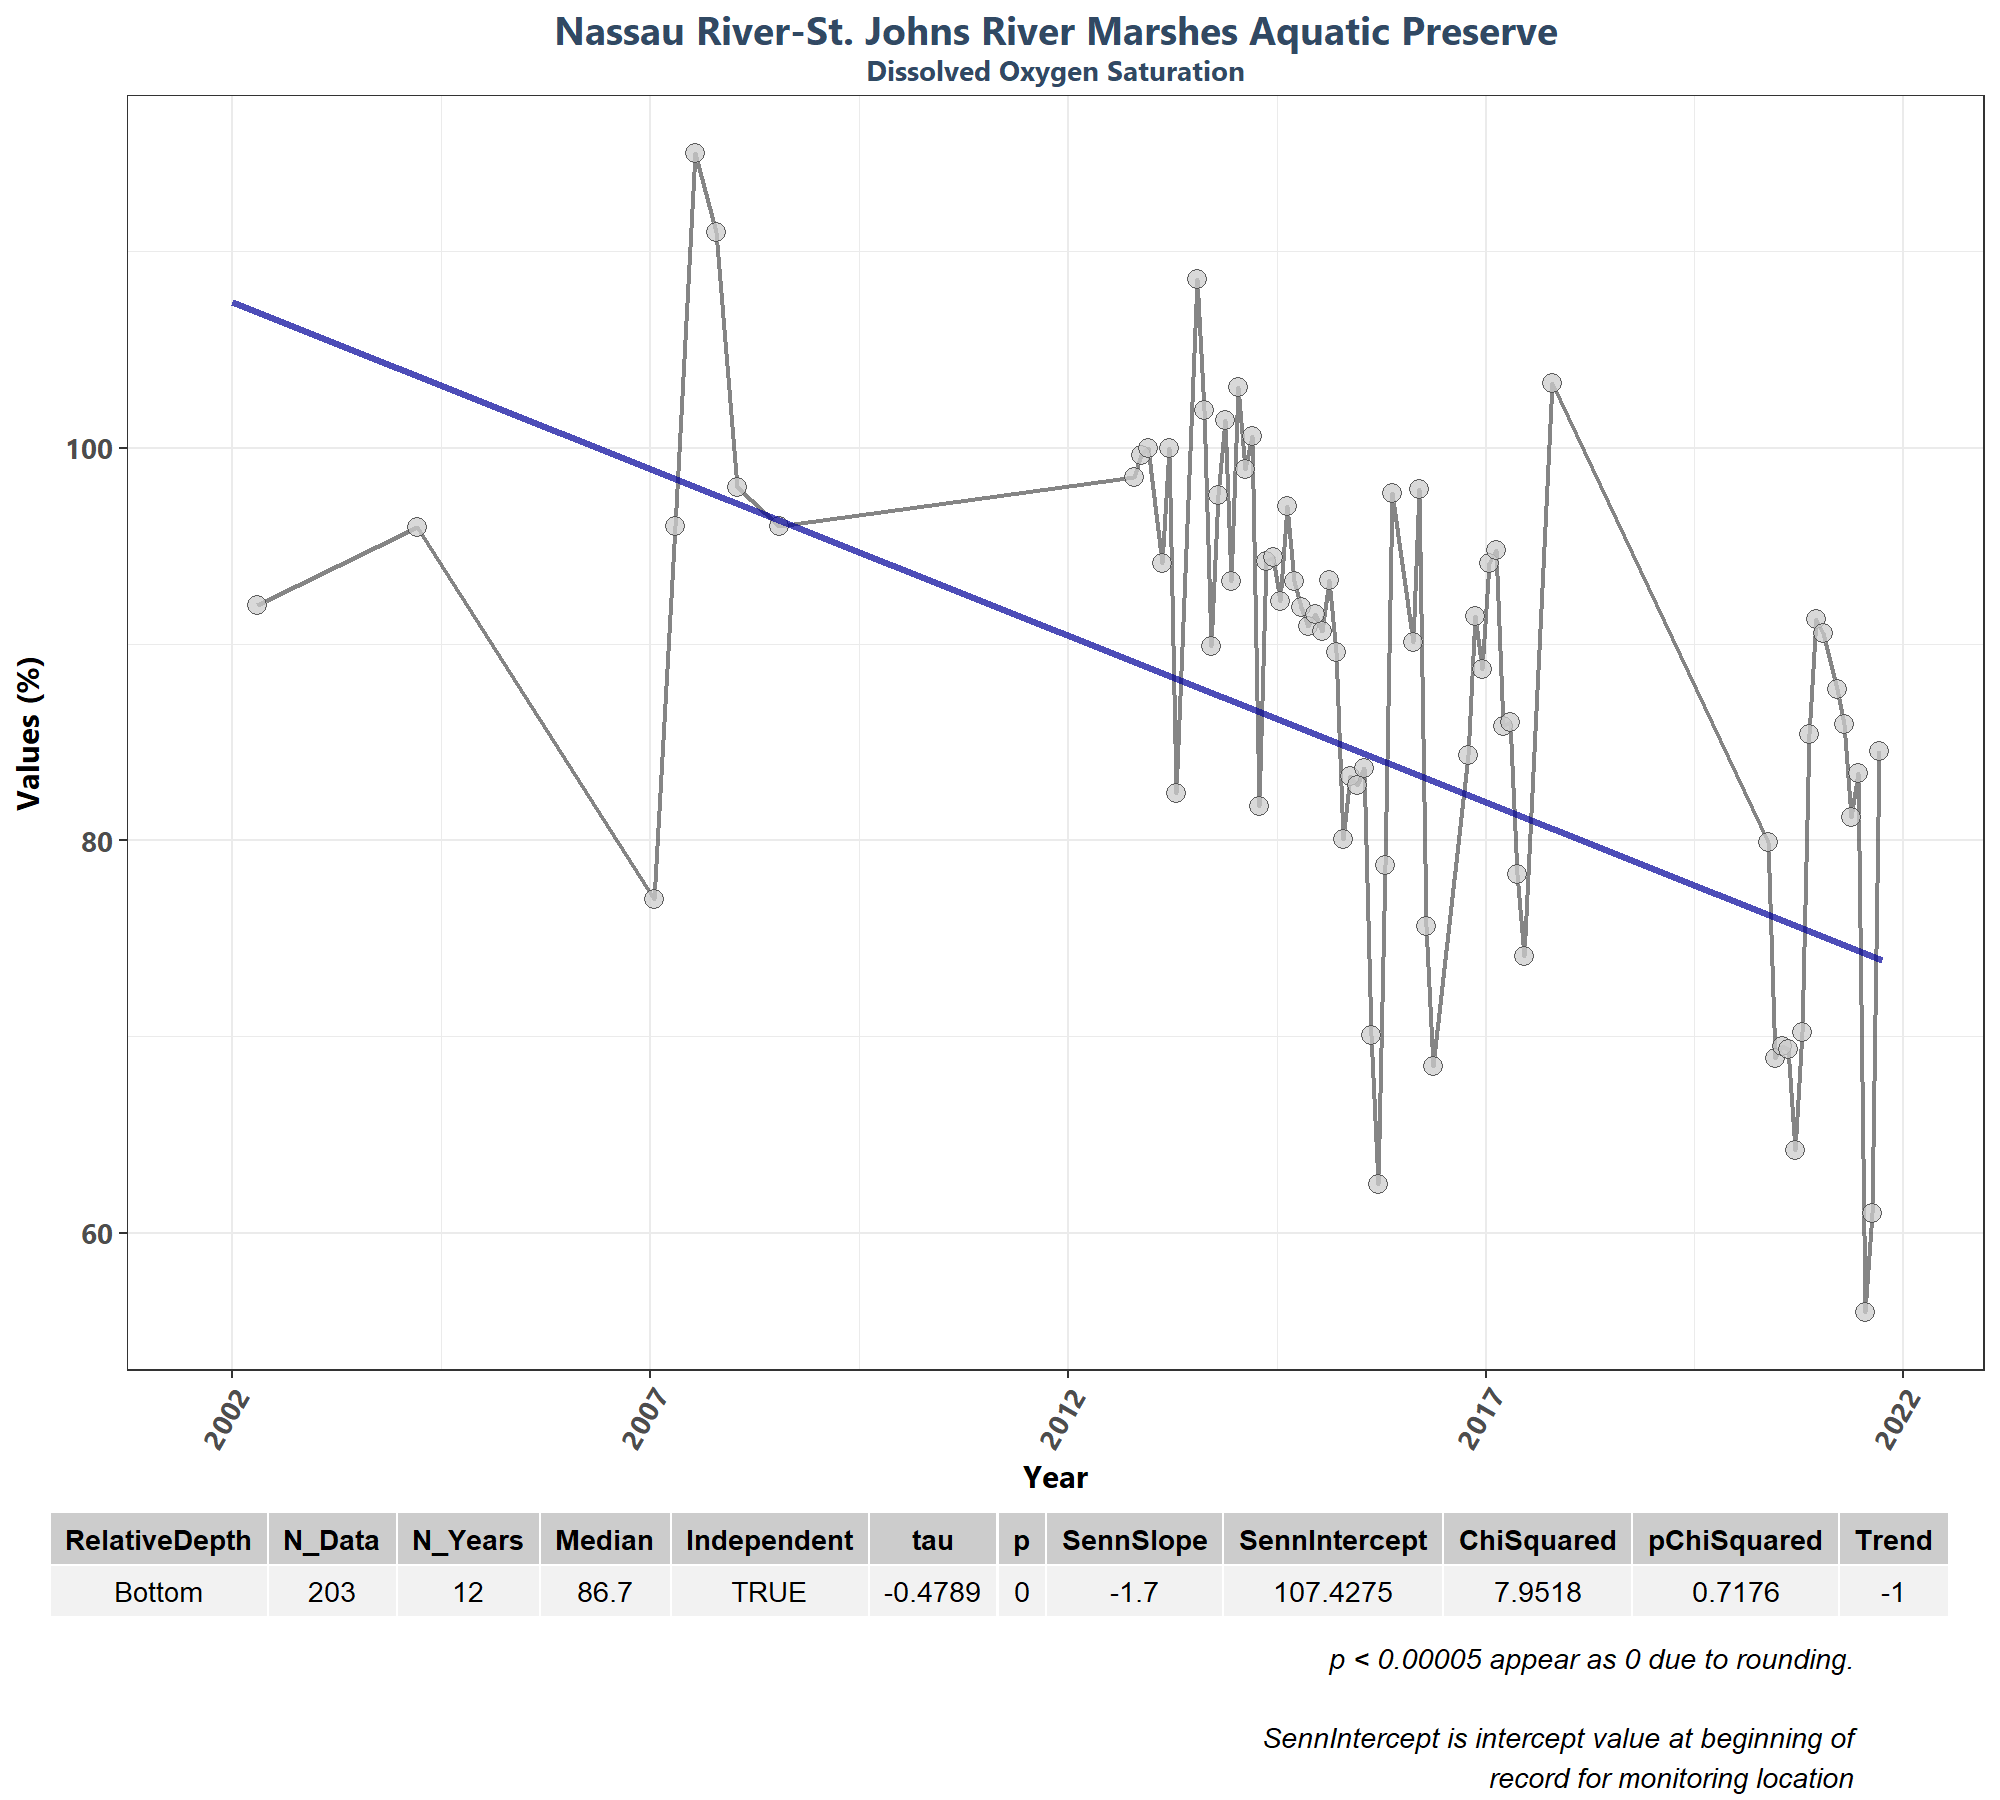 Nassau River-St. Johns River Marshes Aquatic Preserve
Dissolved Oxygen Saturation
Values (%)
100
80
60
2002 2007 2012 2017 2022
Year
RelativeDepth N_Data N_Years Median Independent tau p SennSlope SennIntercept ChiSquared pChiSquared Trend
Bottom 203 12 86.7 TRUE -0.4789 0 -1.7 107.4275 7.9518 0.7176 -1
p < 0.00005 appear as 0 due to rounding.
SennIntercept is intercept value at beginning of
record for monitoring location